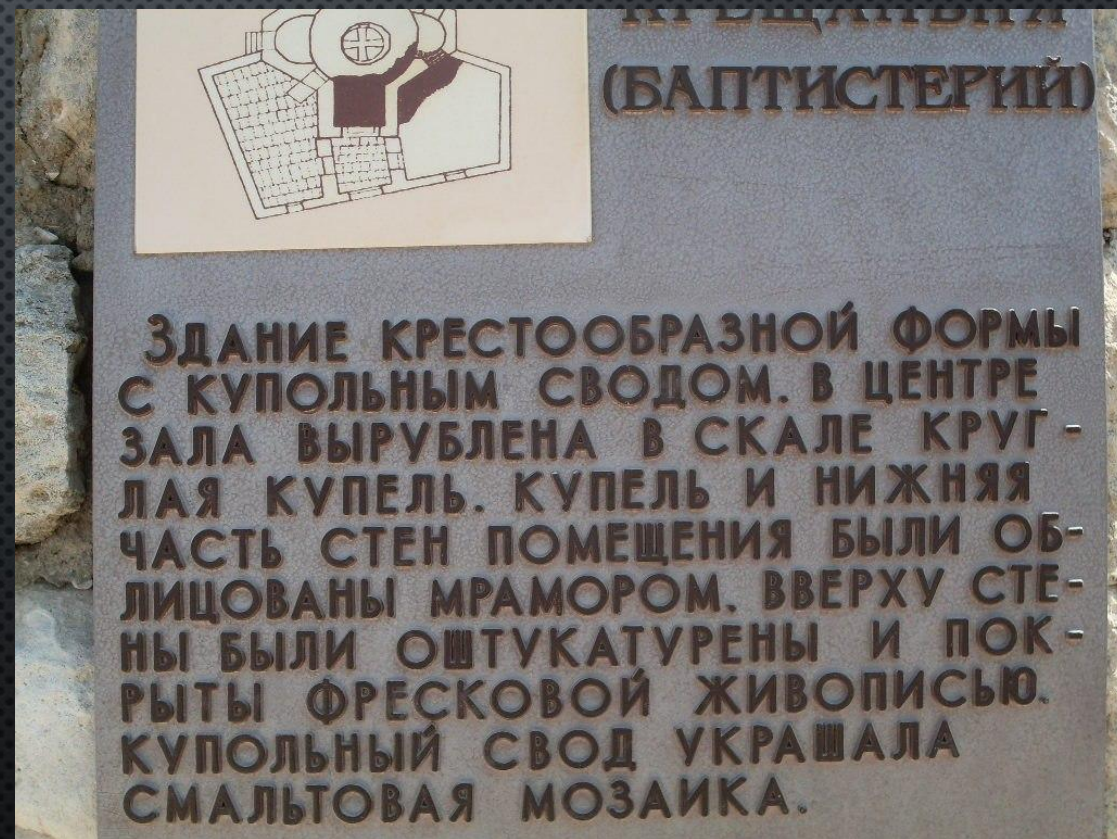 КРЕЩАЛЬНЯ
(БАПТИСТЕРИЙ)
ЗДАНИЕ КРЕСТООБРАЗНОЙ ФОРМЫ
С КУПОЛЬНЫМ СВОДОМ. В ЦЕНТРЕ
ЗАЛА ВЫРУБЛЕНА В СКАЛЕ КРУГ-
ЛАЯ КУПЕЛЬ. КУПЕЛЬ И НИЖНЯЯ
ЧАСТЬ СТЕН ПОМЕЩЕНИЯ БЫЛИ ОБ-
ЛИЦОВАНЫ МРАМОРОМ. ВВЕРХУ СТЕ-
НЫ БЫЛИ ОШТУКАТУРЕНЫ И ПОК-
РЫТЫ ФРЕСКОВОЙ ЖИВОПИСЬЮ.
КУПОЛЬНЫЙ СВОД УКРАШАЛА
СМАЛЬТОВАЯ МОЗАИКА.